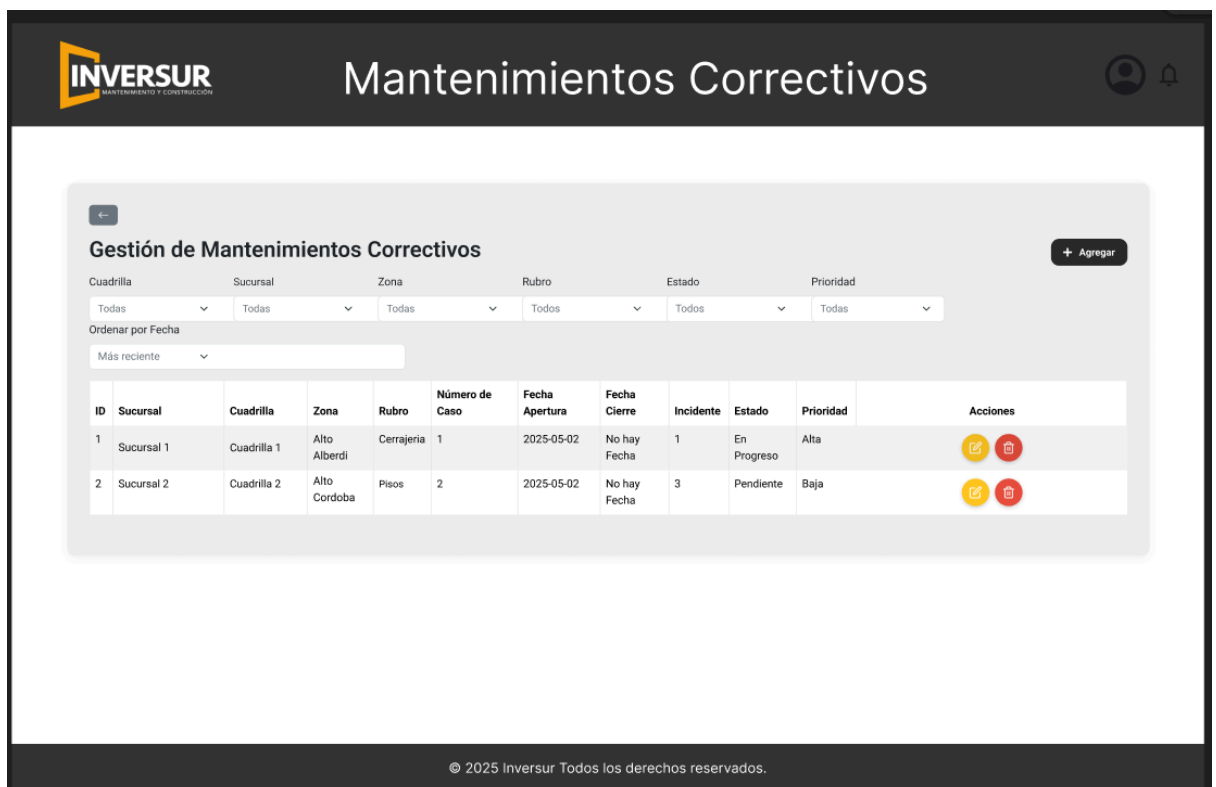 INVERSUR
MANTENIMIENTO Y CONSTRUCCIÓN
Mantenimientos Correctivos
Gestión de Mantenimientos Correctivos
+ Agregar
Cuadrilla Sucursal Zona Rubro Estado Prioridad
Todas Todas Todas Todos Todos Todas
Ordenar por Fecha
Más reciente
ID Sucursal Cuadrilla Zona Rubro Número de Caso Fecha Apertura Fecha Cierre Incidente Estado Prioridad Acciones
1 Sucursal 1 Cuadrilla 1 Alto Alberdi Cerrajeria 1 2025-05-02 No hay Fecha 1 En Progreso Alta
2 Sucursal 2 Cuadrilla 2 Alto Cordoba Pisos 2 2025-05-02 No hay Fecha 3 Pendiente Baja
© 2025 Inversur Todos los derechos reservados.